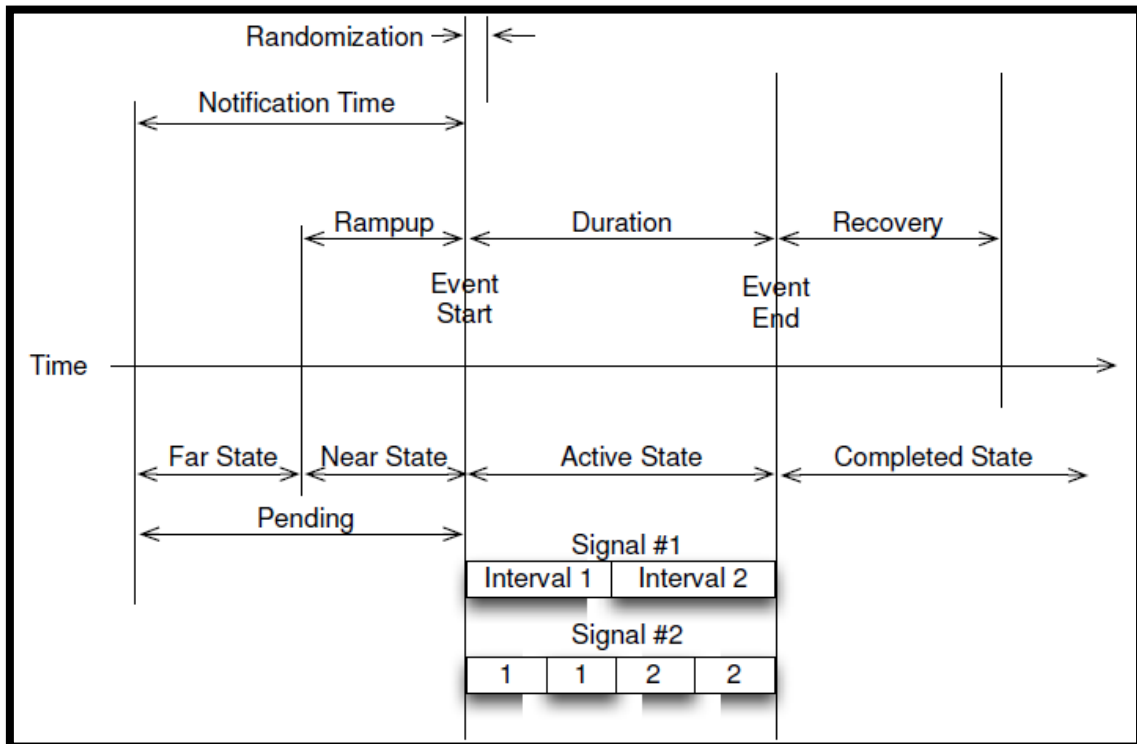 Randomization
Notification Time
Rampup
Duration
Recovery
Event
Start
Event
End
Time
Far State
Near State
Active State
Completed State
Pending
Signal #1
Interval 1
Interval 2
Signal #2
1
1
2
2